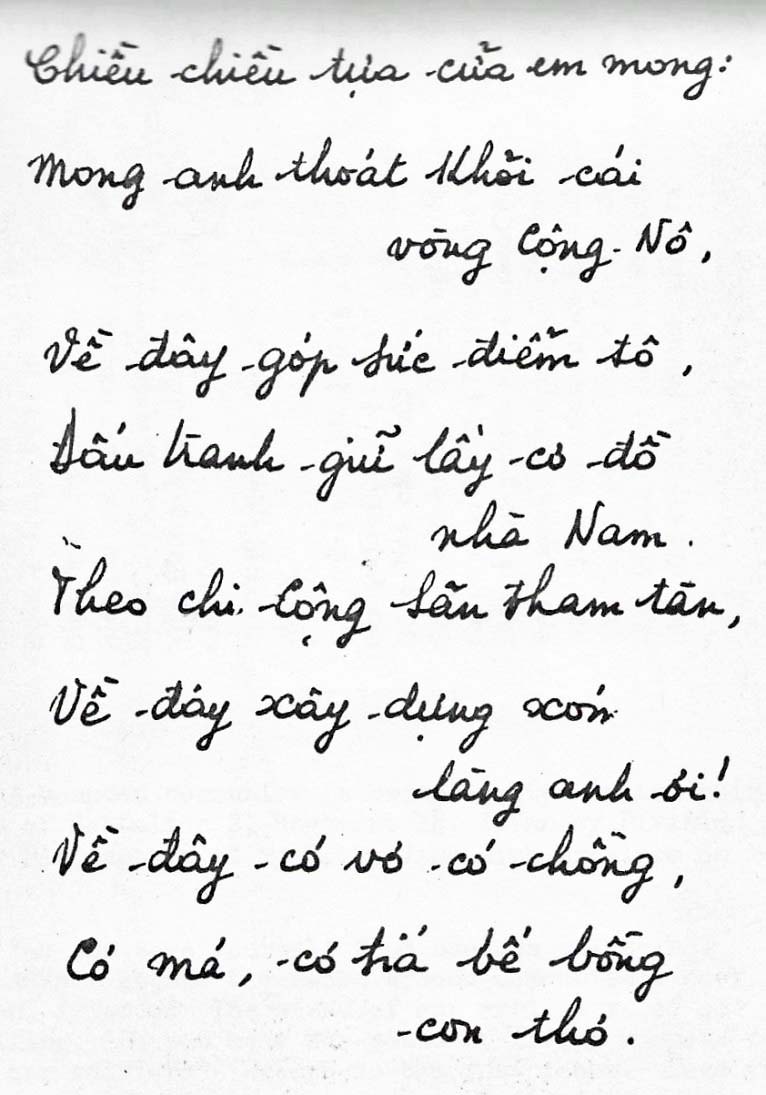 Chiều chiều tựa cửa em mong:
Mong anh thoát khỏi cái
vòng Cộng-Nô,
Về đây góp sức điểm tô,
Đấu tranh giữ lấy cơ đồ
nhà Nam.
Theo chi Cộng sản tham tàn,
Về đây xây dựng xóm
làng anh ơi!
Về đây có vợ có chồng,
Có má, có tiá bế bồng
con thơ.